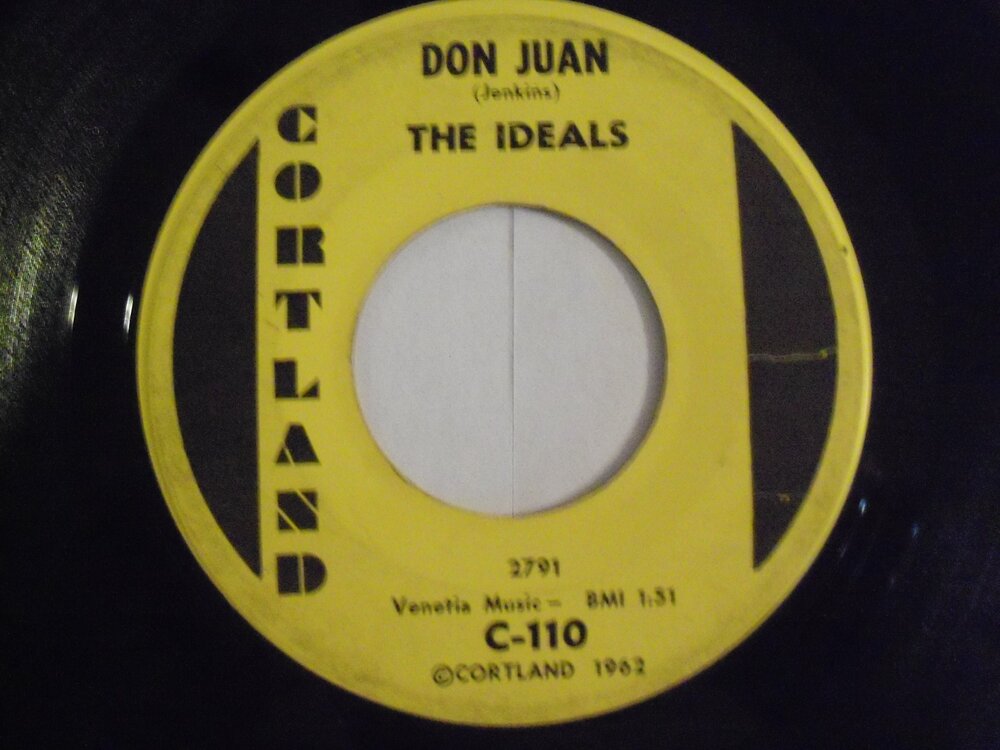 DON JUAN
(Jenkins)
THE IDEALS
CORTLAND
2791
Venetia Music — BMI 1:51
C-110
©CORTLAND 1962